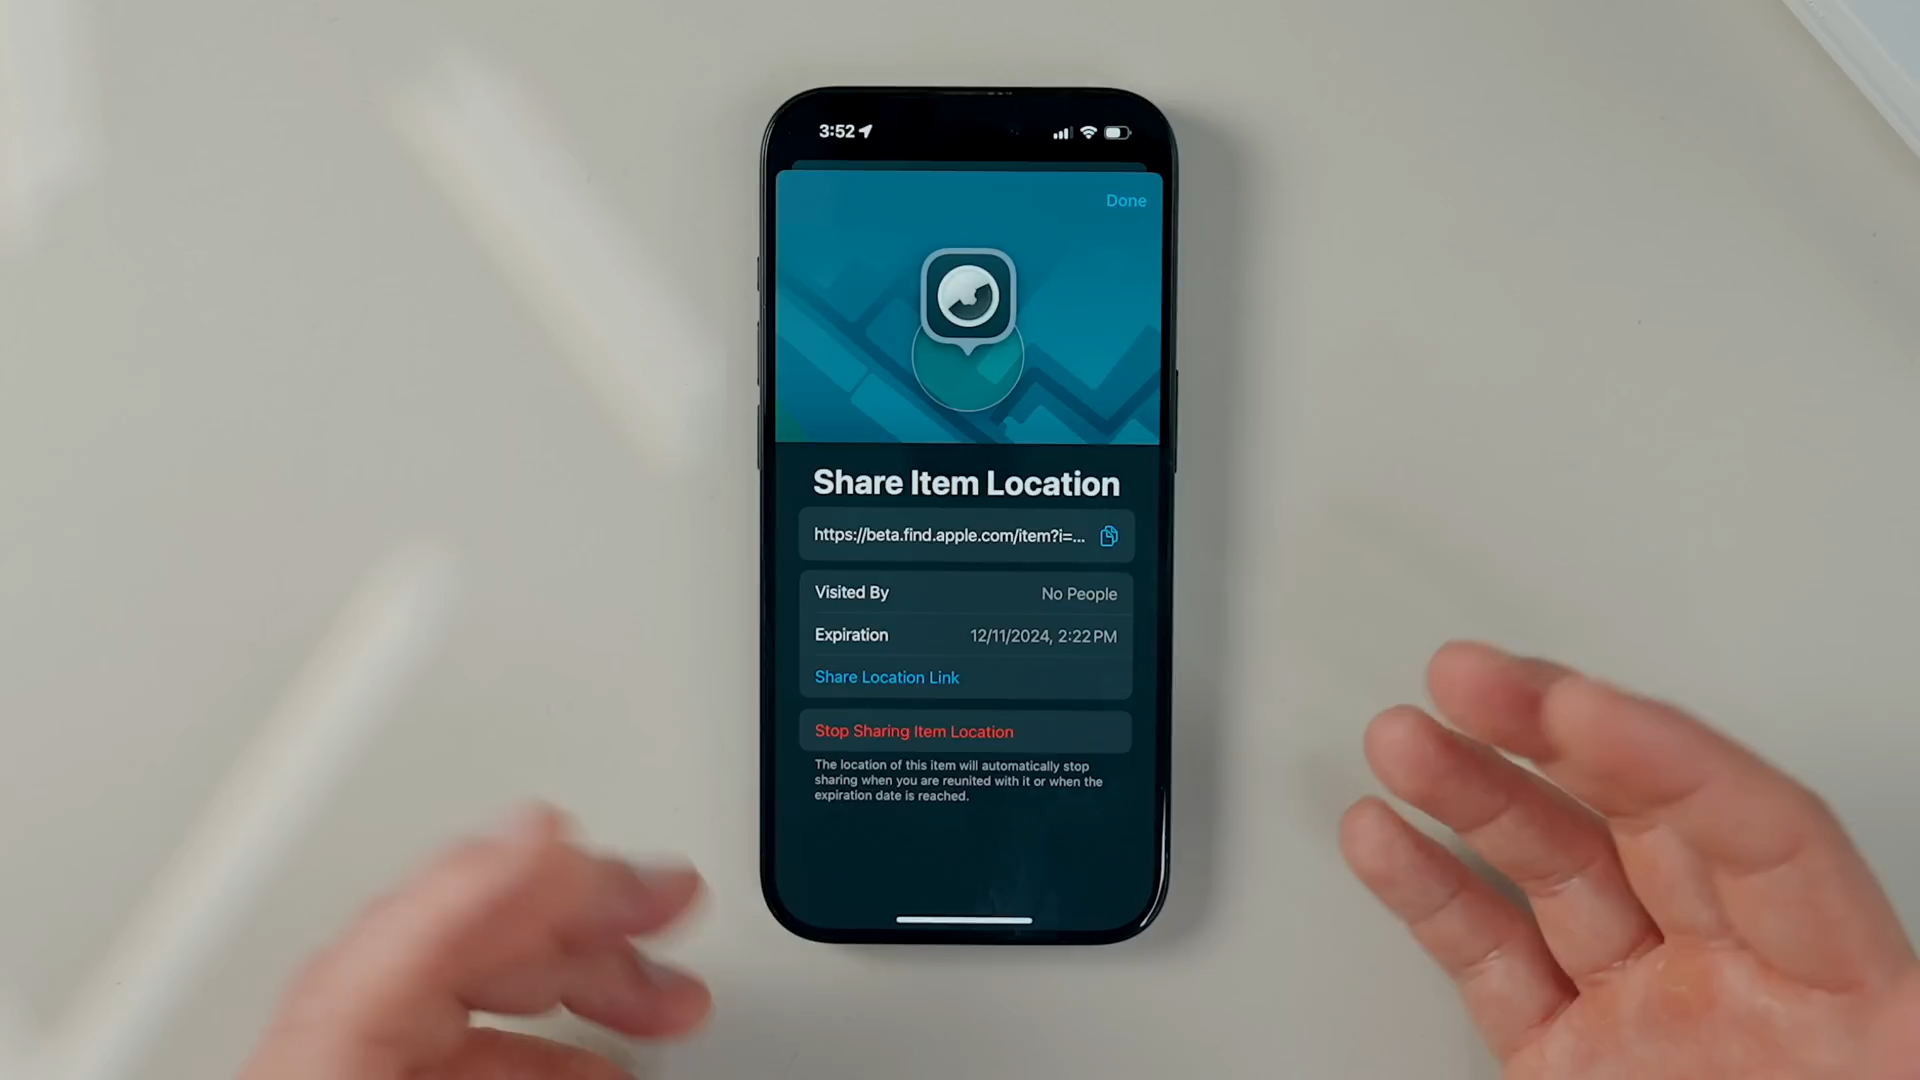 3:52
Done
Share Item Location
https://beta.find.apple.com/item?i=...
Visited By No People
Expiration 12/11/2024, 2:22 PM
Share Location Link
Stop Sharing Item Location
The location of this item will automatically stop
sharing when you are reunited with it or when the
expiration date is reached.